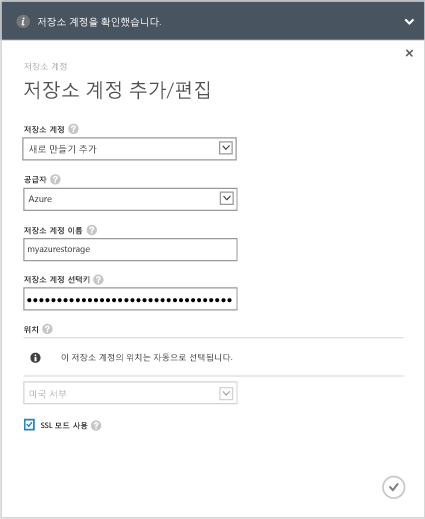 저장소 계정을 확인했습니다.
저장소 계정
저장소 계정 추가/편집
저장소 계정
새로 만들기 추가
공급자
Azure
저장소 계정 이름
myazurestorage
저장소 계정 선택키
위치
이 저장소 계정의 위치는 자동으로 선택됩니다.
미국 서부
SSL 모드 사용